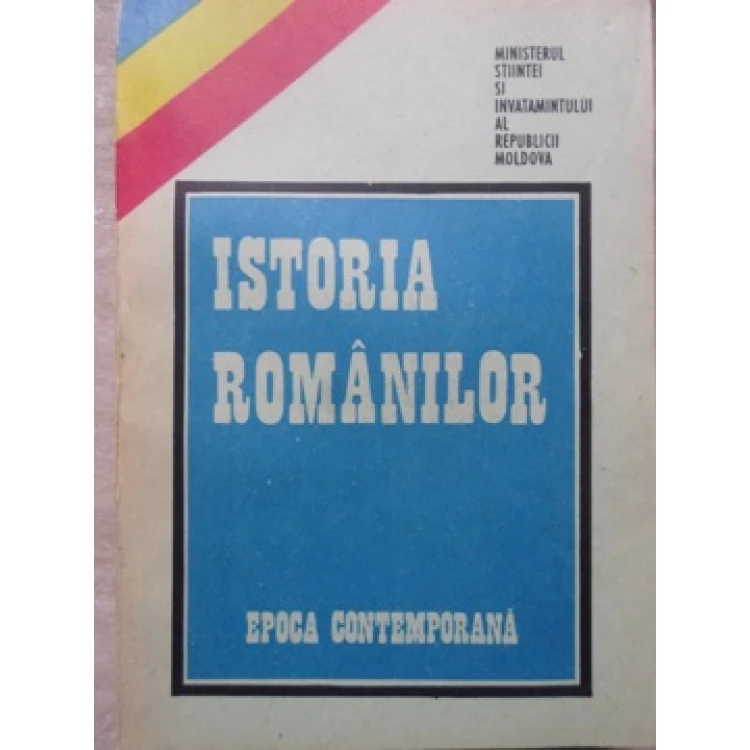 MINISTERUL
STIINTEI
SI
INVATAMINTULUI
AL
REPUBLICII
MOLDOVA
ISTORIA
ROMÂNILOR
EPOCA CONTEMPORANĂ